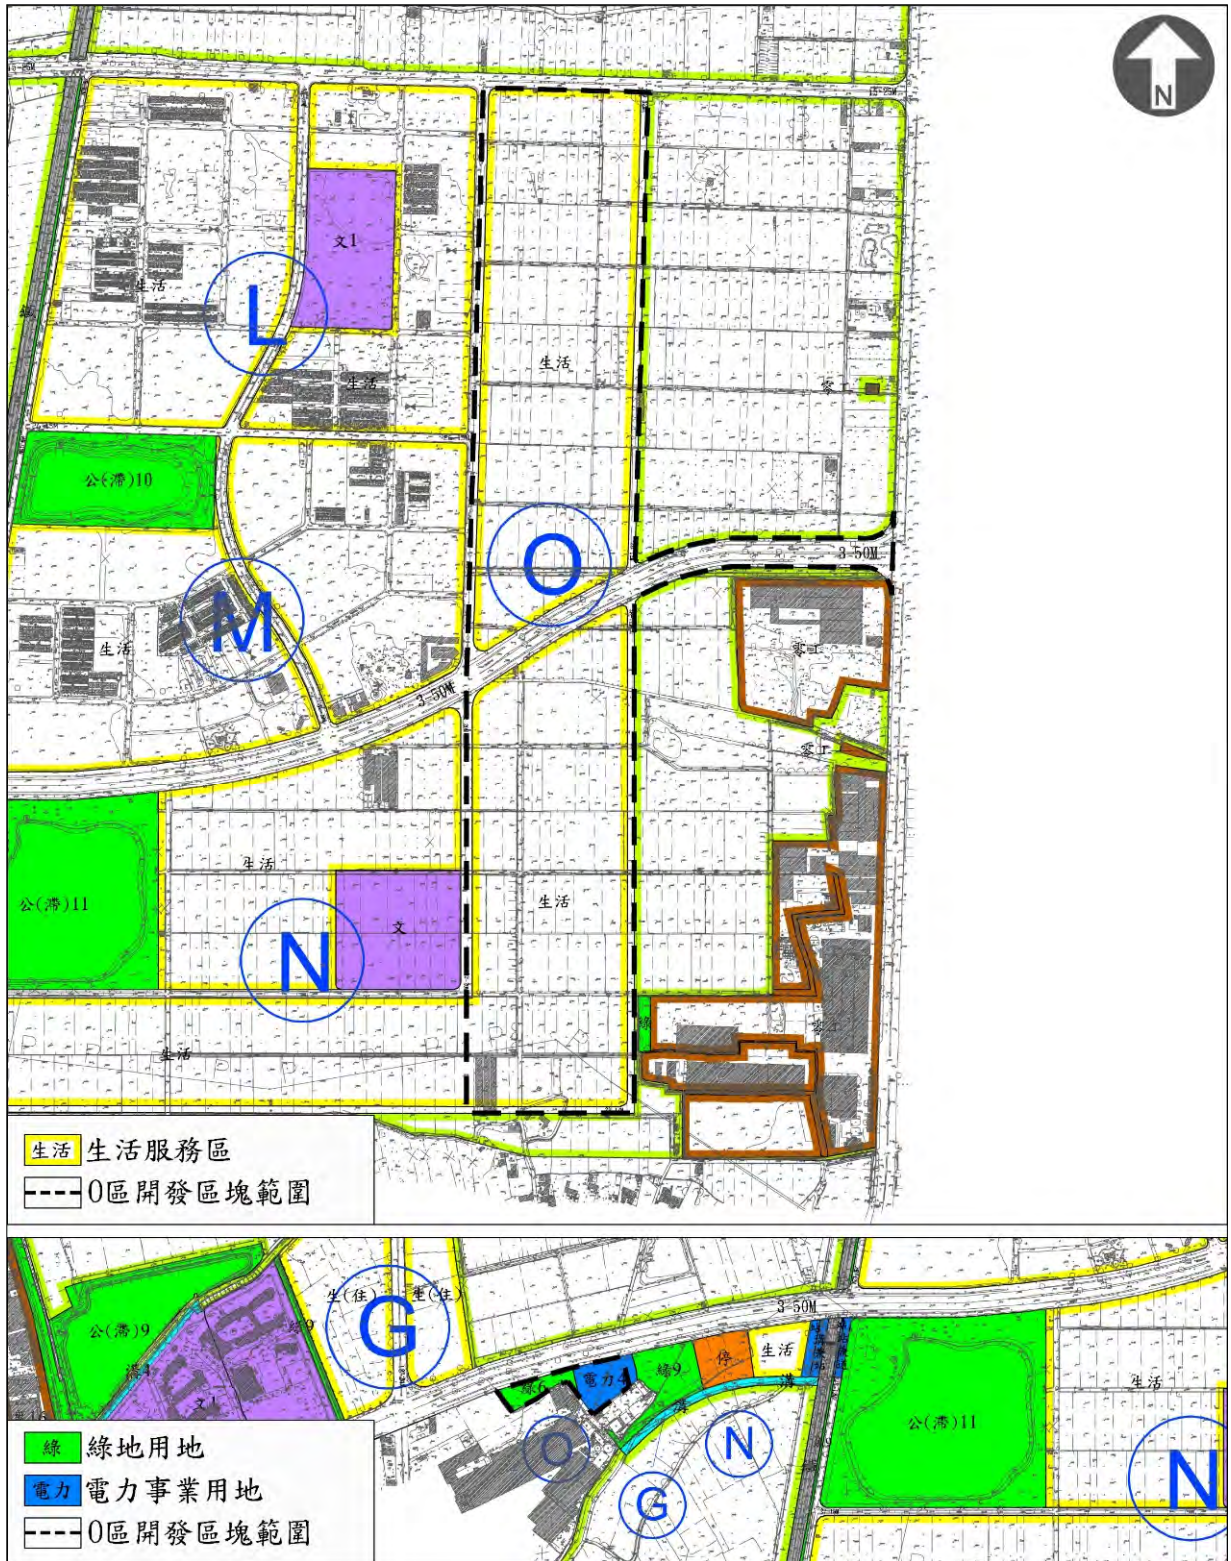 N
文1
L
生活
生活
生活
零工
公(滯)10
O
3-50M
M
生活
零工
3-50M
零工
生活
公(滯)11
文
生活
N
綠
零工
生活
生活 生活服務區
O區開發區塊範圍
3-50M
生(住)
生(住)
G
公(滯)9
溝4
文1
生活
停
綠9
電力4
綠6
溝
溝
生活
公(滯)11
O
N
G
N
綠 綠地用地
電力 電力事業用地
O區開發區塊範圍